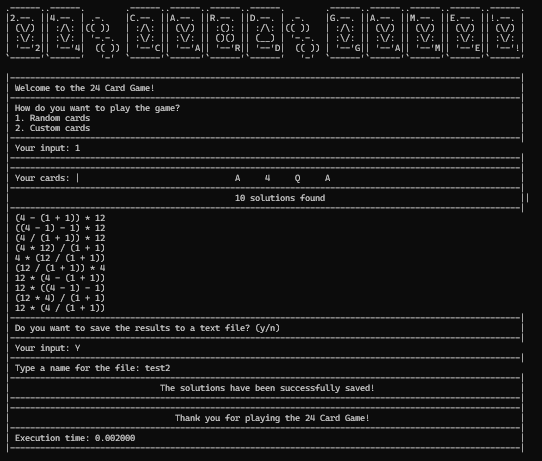 24 CARD GAME!
Welcome to the 24 Card Game!
How do you want to play the game?
1. Random cards
2. Custom cards
Your input: 1
Your cards: | A 4 Q A
10 solutions found
(4 - (1 + 1)) * 12
((4 - 1) - 1) * 12
(4 / (1 + 1)) * 12
(4 * 12) / (1 + 1)
4 * (12 / (1 + 1))
(12 / (1 + 1)) * 4
12 * (4 - (1 + 1))
12 * ((4 - 1) - 1)
(12 * 4) / (1 + 1)
12 * (4 / (1 + 1))
Do you want to save the results to a text file? (y/n)
Your input: Y
Type a name for the file: test2
The solutions have been successfully saved!
Thank you for playing the 24 Card Game!
Execution time: 0.002000